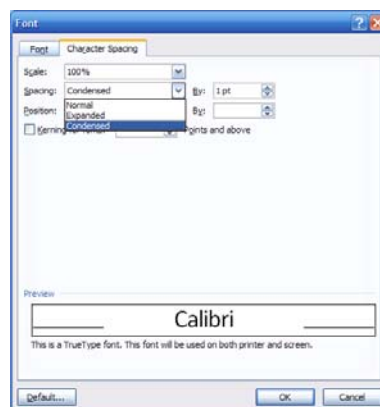 Font
Font Character Spacing
Scale: 100%
Spacing: Condensed By: 1 pt
Position: Normal By:
Expanded
Condensed
Kerning Points and above
Preview
Calibri
This is a TrueType font. This font will be used on both printer and screen.
Default... OK Cancel